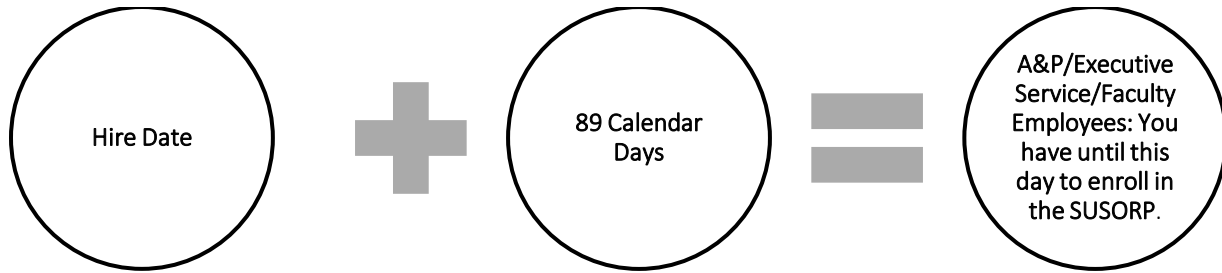 Hire Date
89 Calendar
Days
A&P/Executive
Service/Faculty
Employees: You
have until this
day to enroll in
the SUSORP.